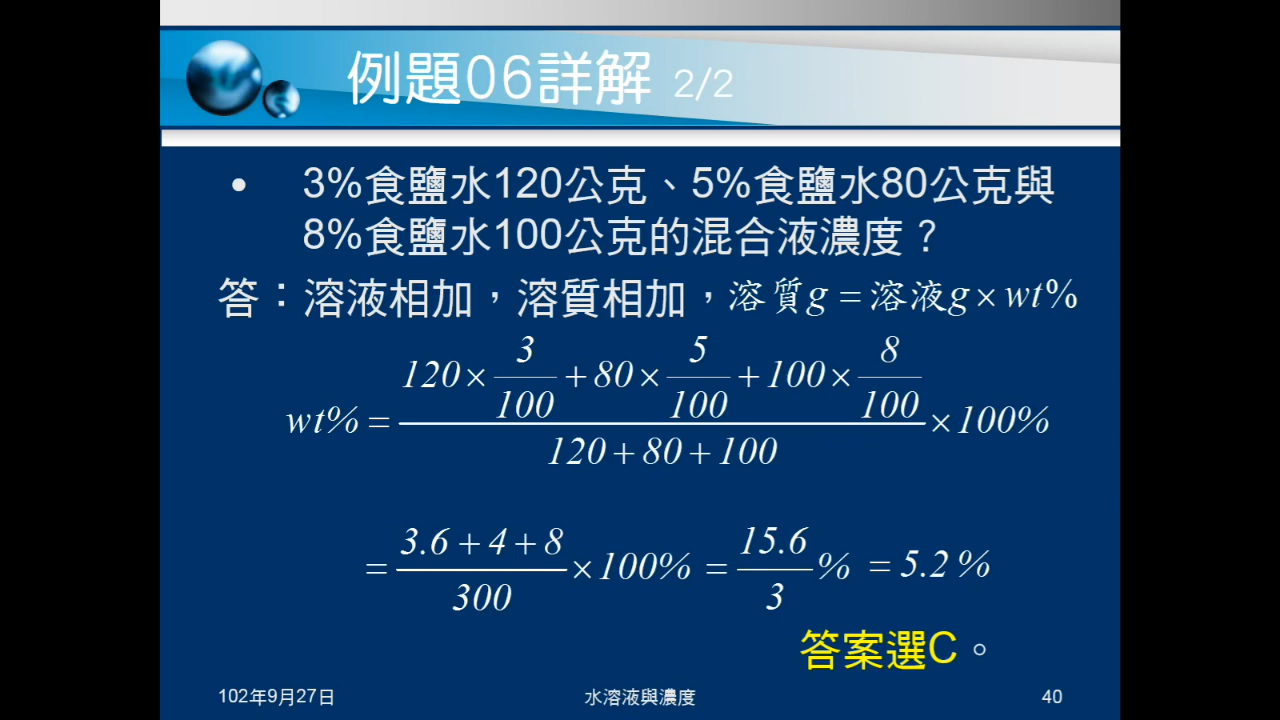 例題06詳解 2/2
• 3%食鹽水120公克、5%食鹽水80公克與
8%食鹽水100公克的混合液濃度？
答：溶液相加，溶質相加，溶質g = 溶液g × wt%
wt% = (120 × 3/100 + 80 × 5/100 + 100 × 8/100) / (120 + 80 + 100) × 100%
= (3.6 + 4 + 8) / 300 × 100% = 15.6/3 % = 5.2 %
答案選C。
102年9月27日 水溶液與濃度 40